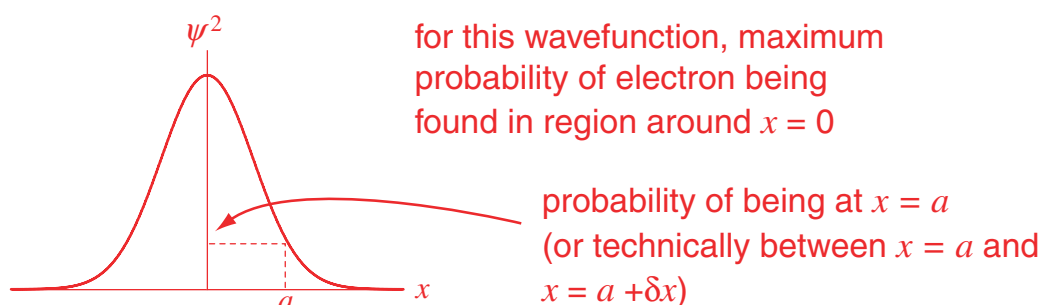 ψ²
for this wavefunction, maximum
probability of electron being
found in region around x = 0
probability of being at x = a
(or technically between x = a and
x = a +δx)
a
x